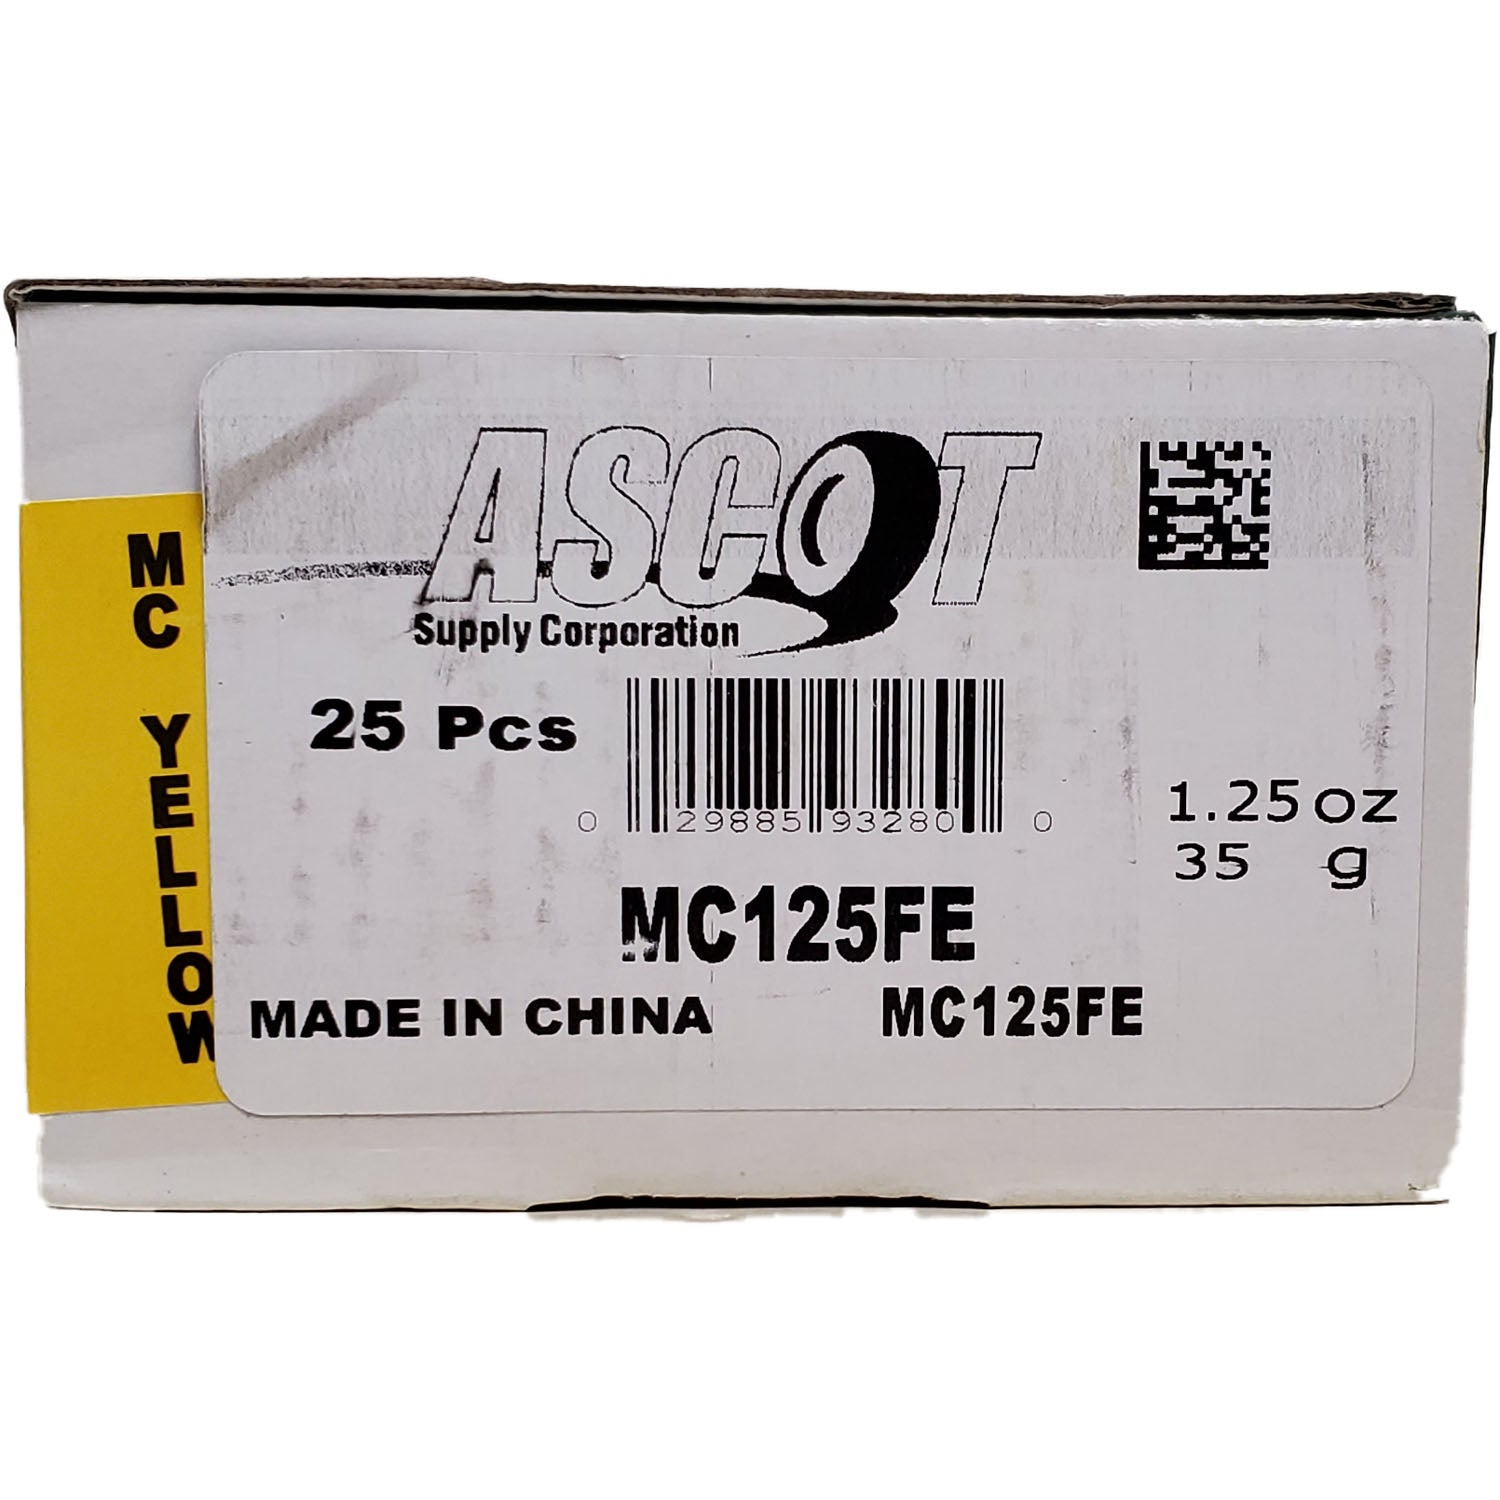 ASCOT
Supply Corporation
25 Pcs
0 29885 93280 0
1.25 oz
35 g
MC125FE
MADE IN CHINA
MC125FE
MC YELLOW